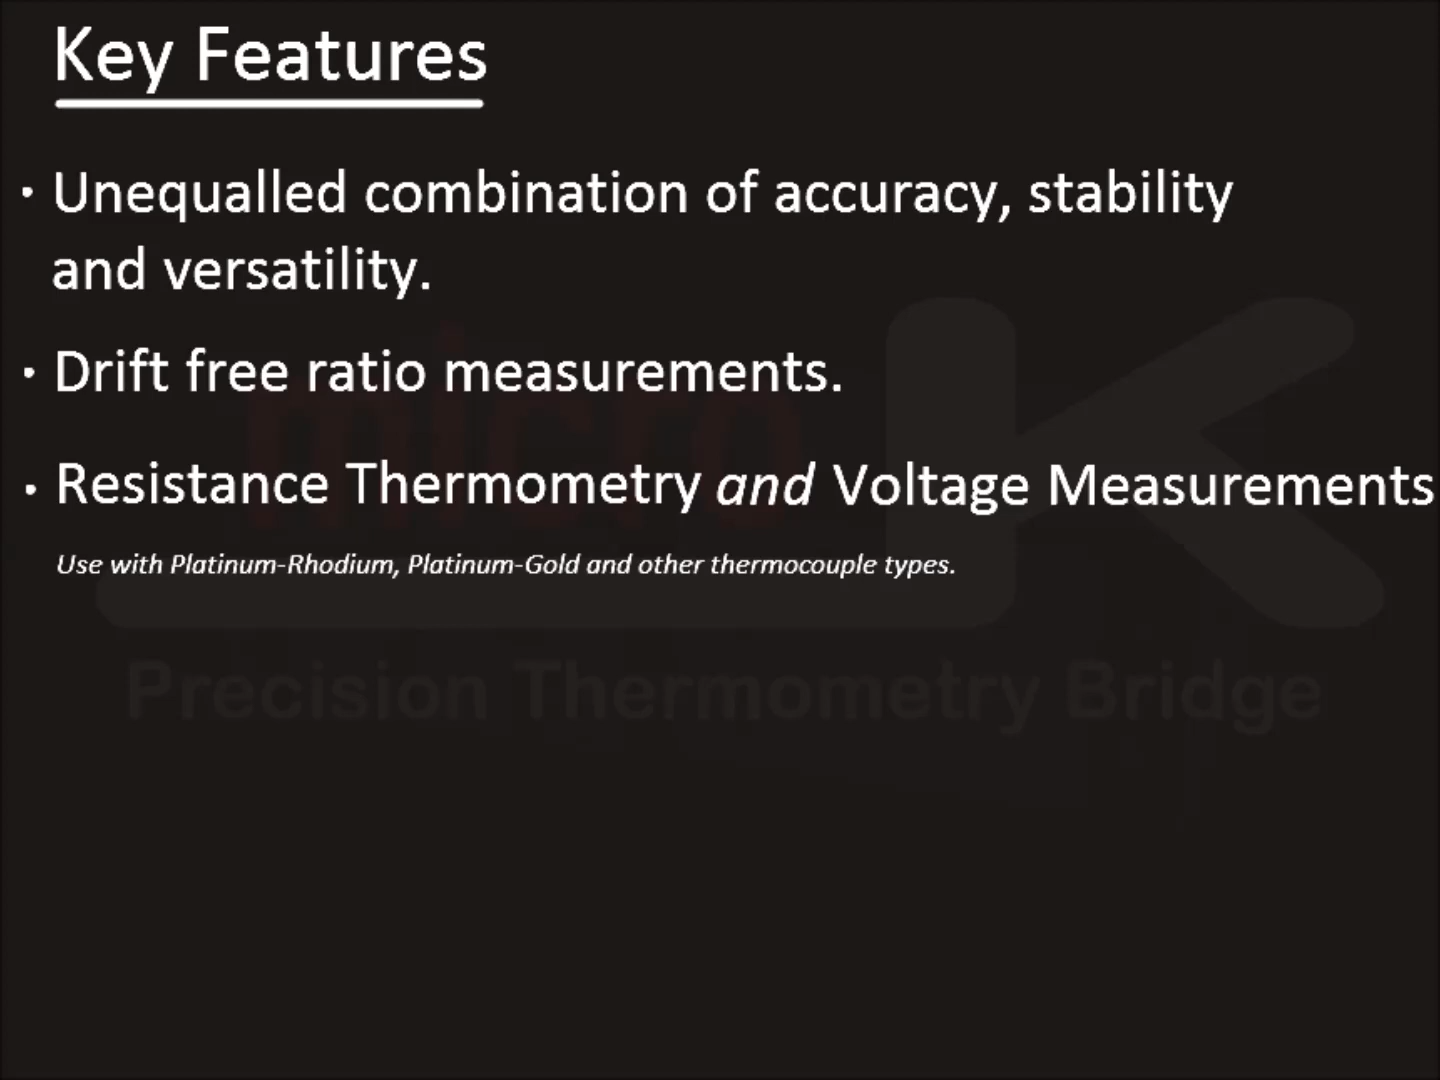 Key Features
· Unequalled combination of accuracy, stability
and versatility.
· Drift free ratio measurements.
· Resistance Thermometry and Voltage Measurements
Use with Platinum-Rhodium, Platinum-Gold and other thermocouple types.
micro K
Precision Thermometry Bridge